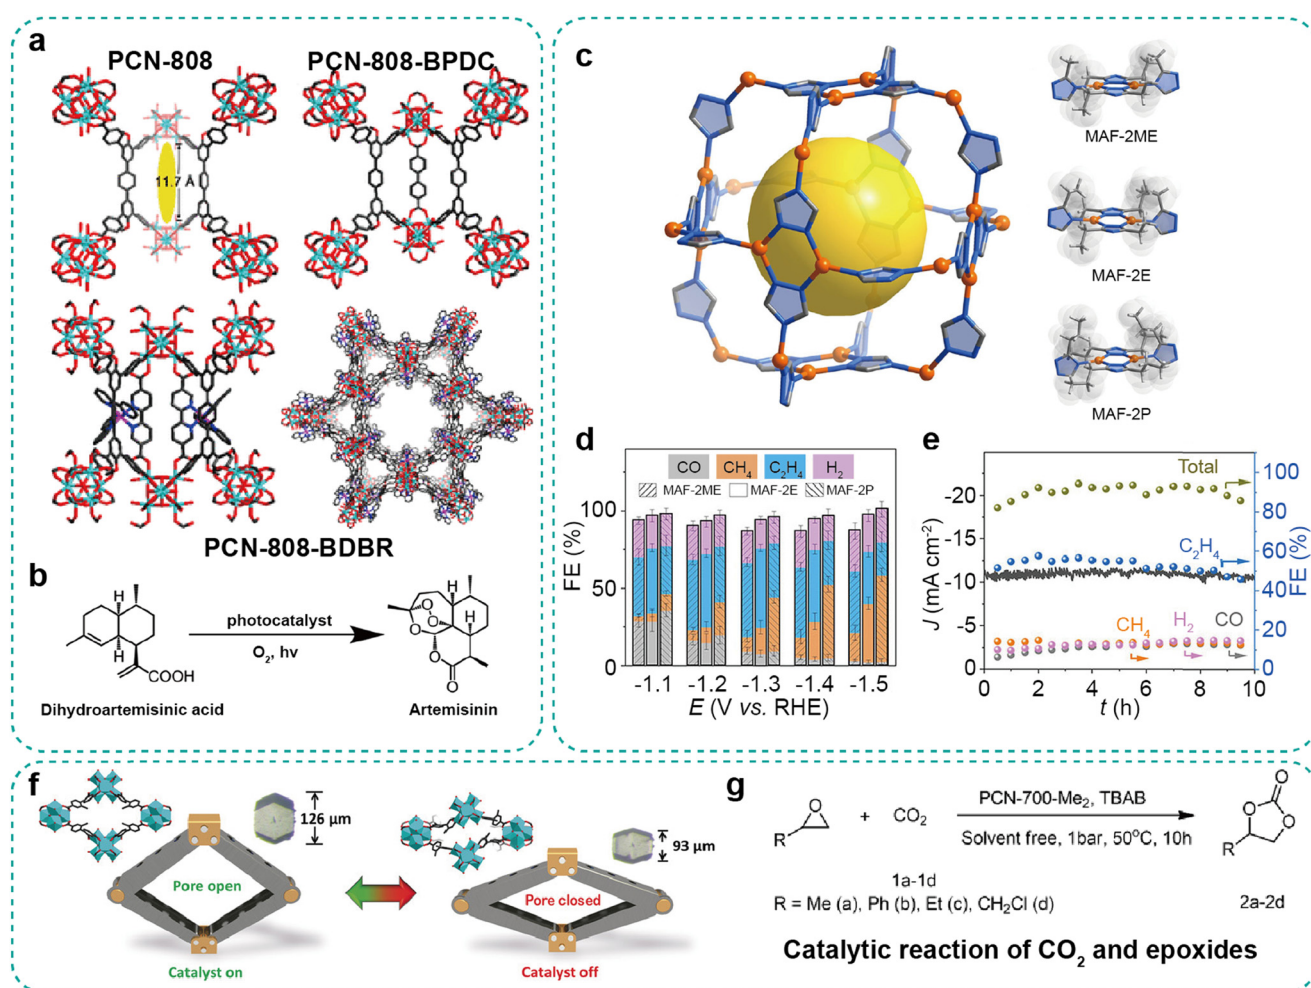 a
PCN-808
PCN-808-BPDC
11.7 Å
PCN-808-BDBR
b
H
H
COOH
Dihydroartemisinic acid
photocatalyst
O2, hv
H
O
O
O
H
O
O
Artemisinin
c
MAF-2ME
MAF-2E
MAF-2P
d
CO CH4 C2H4 H2
MAF-2ME MAF-2E MAF-2P
FE (%)
100
50
0
-1.1 -1.2 -1.3 -1.4 -1.5
E (V vs. RHE)
e
Total
C2H4
CH4 H2 CO
J (mA cm-2)
-20
-15
-10
-5
0
FE (%)
100
80
60
40
20
0
0 2 4 6 8 10
t (h)
f
126 μm
Pore open
Catalyst on
93 μm
Pore closed
Catalyst off
g
O
R
+ CO2
PCN-700-Me2, TBAB
Solvent free, 1bar, 50°C, 10h
O
O
O
R
1a-1d
R = Me (a), Ph (b), Et (c), CH2Cl (d)
2a-2d
Catalytic reaction of CO2 and epoxides